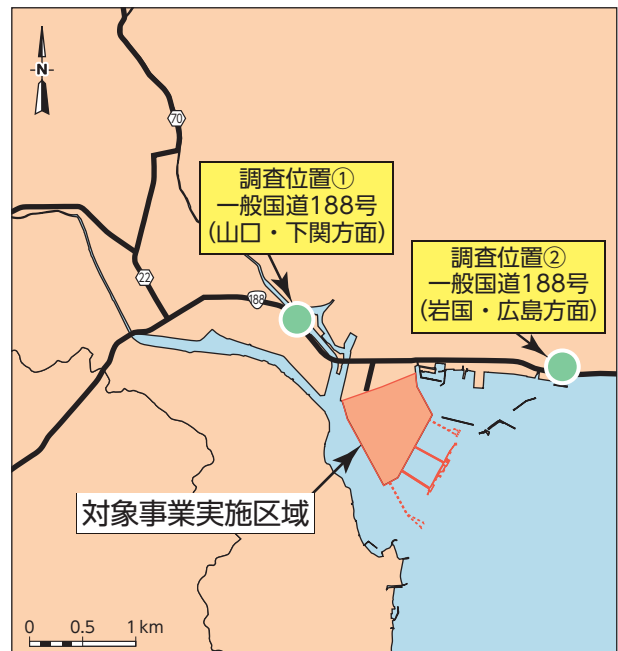 N
70
調査位置①
一般国道188号
(山口・下関方面)
調査位置②
一般国道188号
(岩国・広島方面)
22
188
対象事業実施区域
0 0.5 1km